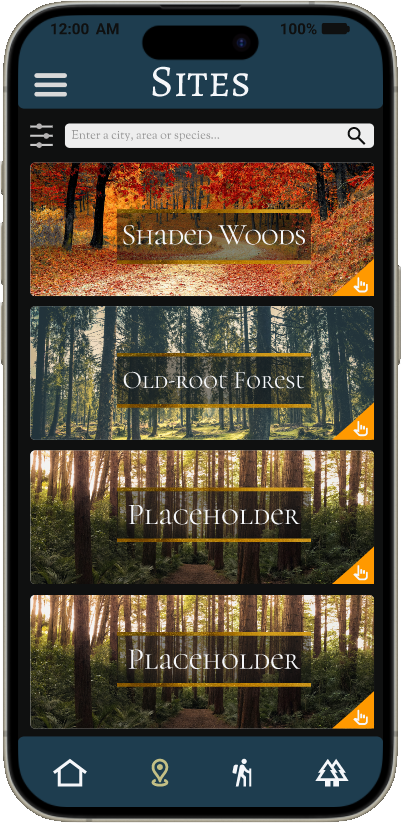 12:00 AM
100%
Sites
Enter a city, area or species...
Shaded Woods
Old-root Forest
Placeholder
Placeholder